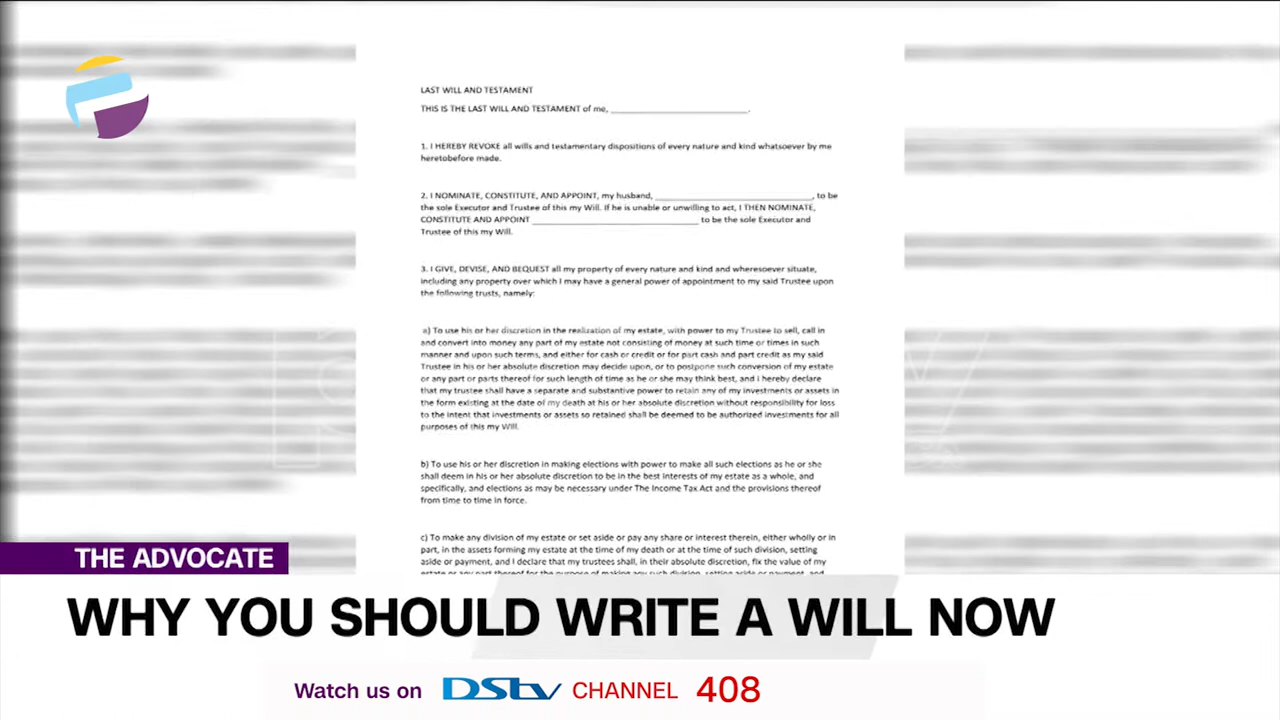 LAST WILL AND TESTAMENT
THIS IS THE LAST WILL AND TESTAMENT of me, ________________________.
1. I HEREBY REVOKE all wills and testamentary dispositions of every nature and kind whatsoever by me
heretobefore made.
2. I NOMINATE, CONSTITUTE, AND APPOINT, my husband, ___________________________, to be
the sole Executor and Trustee of this my Will. If he is unable or unwilling to act, I THEN NOMINATE,
CONSTITUTE AND APPOINT ____________________________ to be the sole Executor and
Trustee of this my Will.
3. I GIVE, DEVISE, AND BEQUEST all my property of every nature and kind and wheresoever situate,
including any property over which I may have a general power of appointment to my said Trustee upon
the following trusts, namely:
a) To use his or her discretion in the realization of my estate, with power to my Trustee to sell, call in
and convert into money any part of my estate not consisting of money at such time or times in such
manner and upon such terms, and either for cash or credit or for part cash and part credit as my said
Trustee in his or her absolute discretion may decide upon, or to postpone such conversion of my estate
or any part or parts thereof for such length of time as he or she may think best, and I hereby declare
that my trustee shall have a separate and substantive power to retain any of my investments or assets in
the form existing at the date of my death at his or her absolute discretion without responsibility for loss
to the intent that investments or assets so retained shall be deemed to be authorized investments for all
purposes of this my Will.
b) To use his or her discretion in making elections with power to make all such elections as he or she
shall deem in his or her absolute discretion to be in the best interests of my estate as a whole, and
specifically, and elections as may be necessary under The Income Tax Act and the provisions thereof
from time to time in force.
c) To make any division of my estate or set aside or pay any share or interest therein, either wholly or in
part, in the assets forming my estate at the time of my death or at the time of such division, setting
aside or payment, and I declare that my trustees shall, in their absolute discretion, fix the value of my
estate or any part thereof for the purpose of making any such division, setting aside or payment, and
THE ADVOCATE
WHY YOU SHOULD WRITE A WILL NOW
Watch us on DStv CHANNEL 408